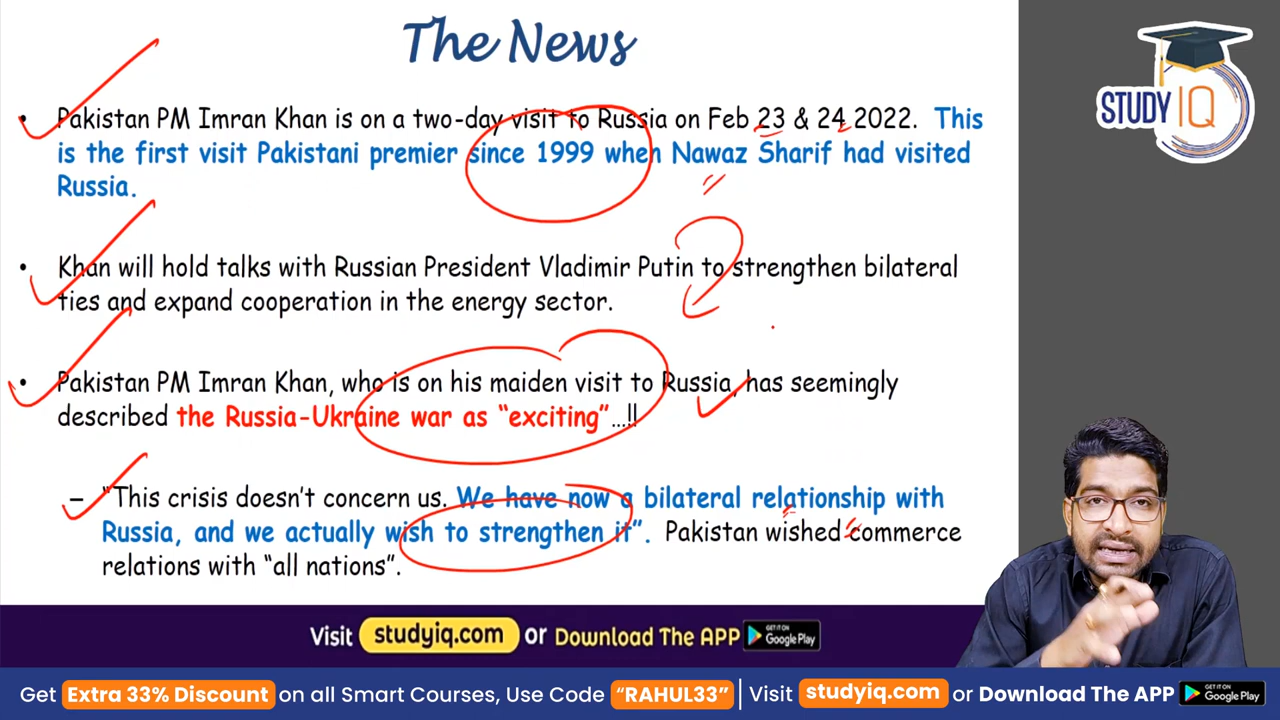 The News
• Pakistan PM Imran Khan is on a two-day visit to Russia on Feb 23 & 24 2022. This
is the first visit Pakistani premier since 1999 when Nawaz Sharif had visited
Russia.
• Khan will hold talks with Russian President Vladimir Putin to strengthen bilateral
ties and expand cooperation in the energy sector.
• Pakistan PM Imran Khan, who is on his maiden visit to Russia, has seemingly
described the Russia-Ukraine war as “exciting”...!!
– “This crisis doesn’t concern us. We have now a bilateral relationship with
Russia, and we actually wish to strengthen it”. Pakistan wished commerce
relations with “all nations”.
STUDY IQ
Visit studyiq.com or Download The APP GET IT ON Google Play
Get Extra 33% Discount on all Smart Courses, Use Code “RAHUL33” | Visit studyiq.com or Download The APP GET IT ON Google Play